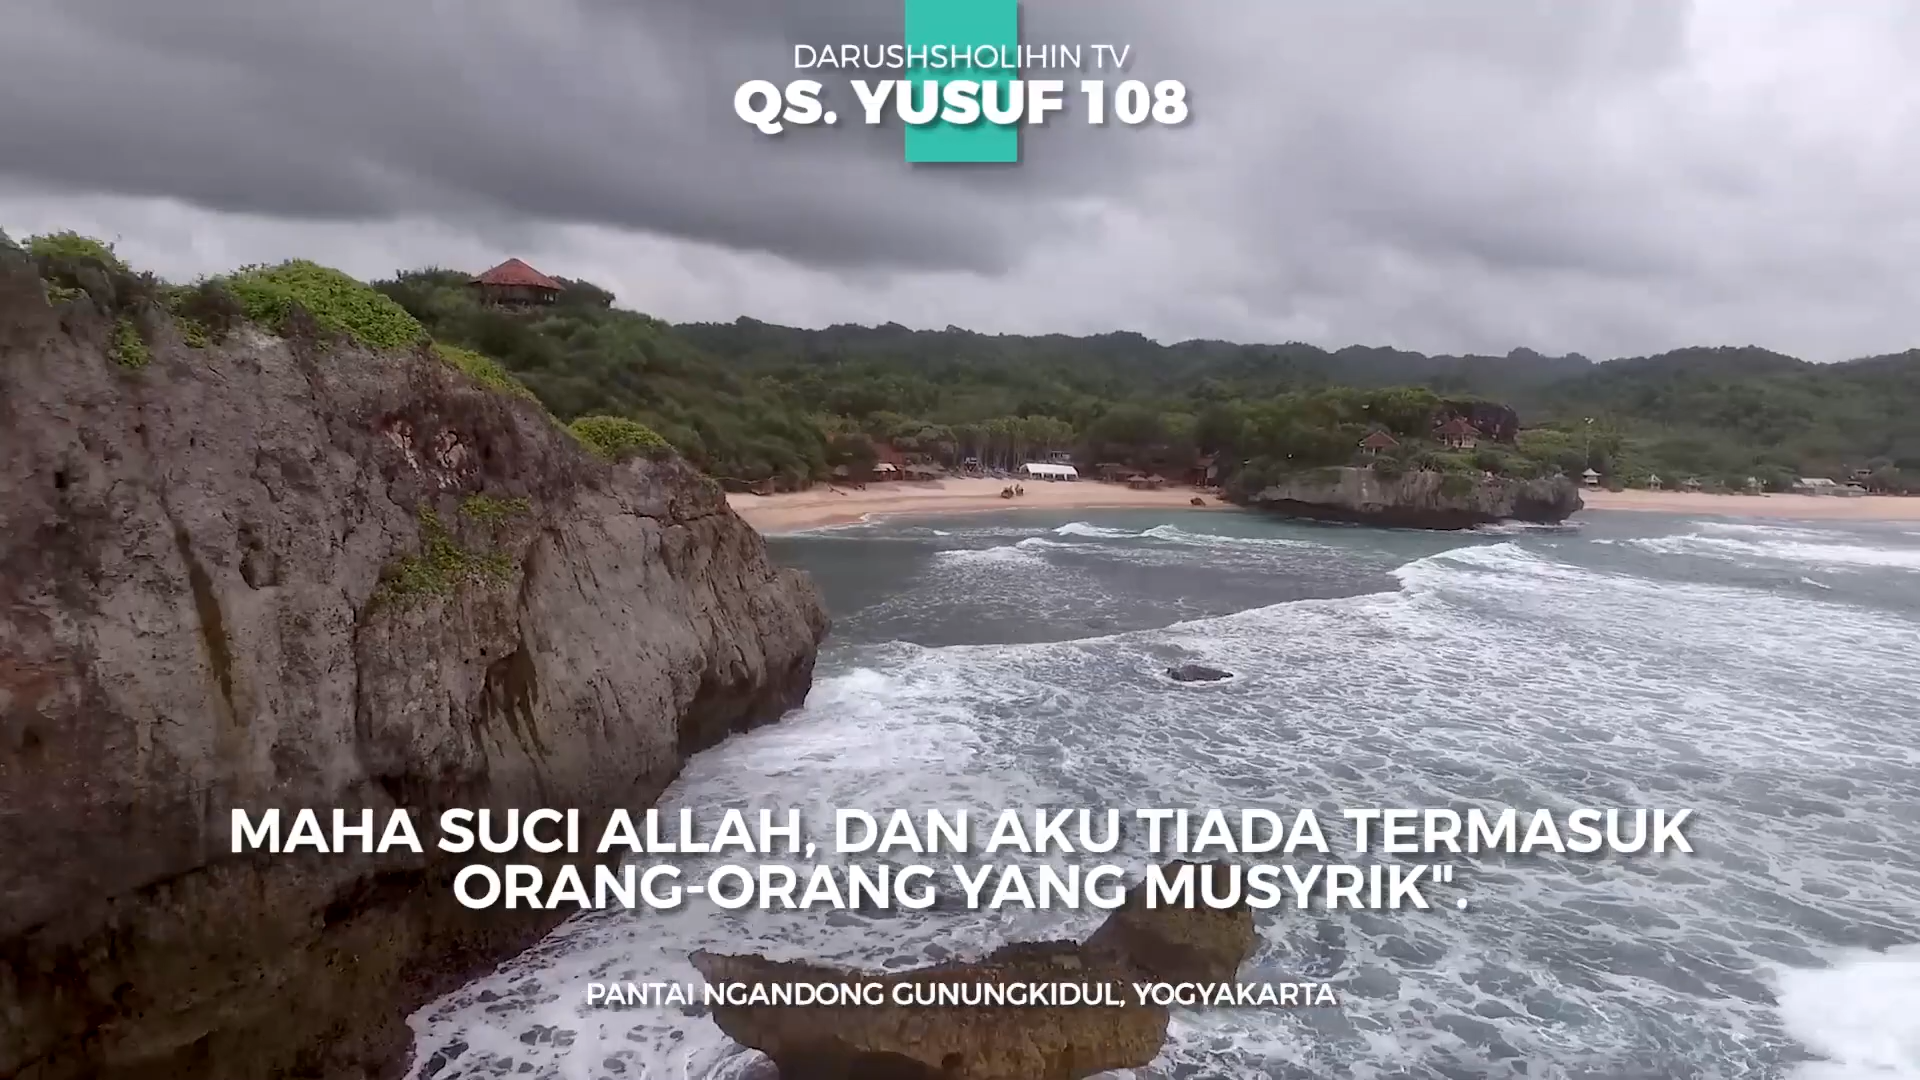 DARUSHSHOLIHIN TV
QS. YUSUF 108
MAHA SUCI ALLAH, DAN AKU TIADA TERMASUK
ORANG-ORANG YANG MUSYRIK".
PANTAI NGANDONG GUNUNGKIDUL, YOGYAKARTA